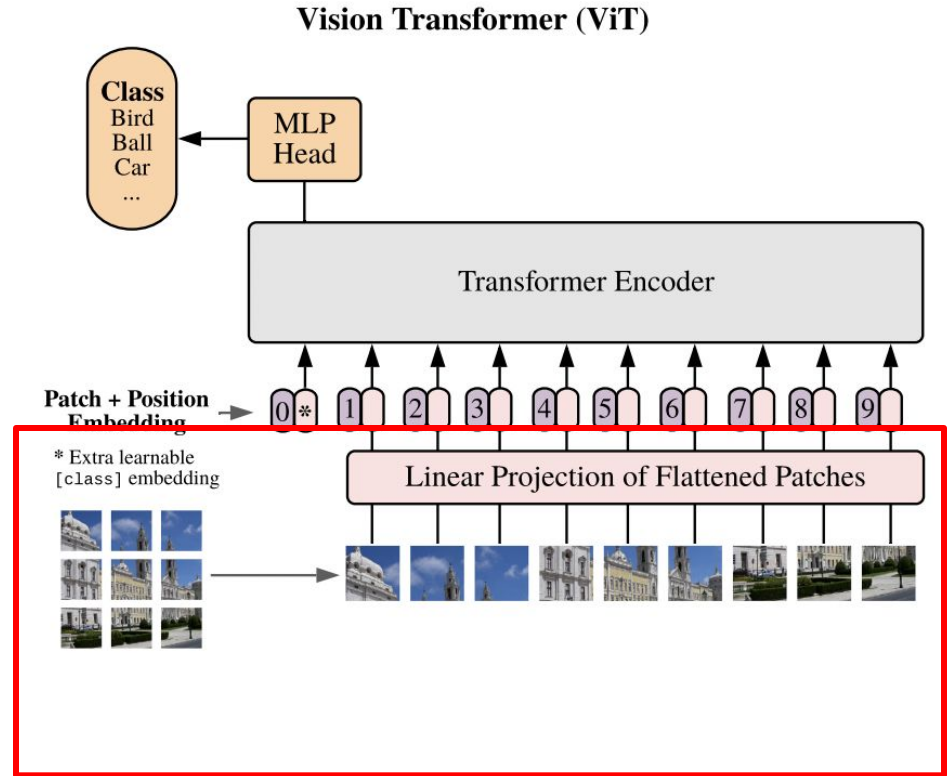 Vision Transformer (ViT)
Class
Bird
Ball
Car
...
MLP
Head
Transformer Encoder
Patch + Position
Embedding
0 * 1 2 3 4 5 6 7 8 9
* Extra learnable
[class] embedding
Linear Projection of Flattened Patches